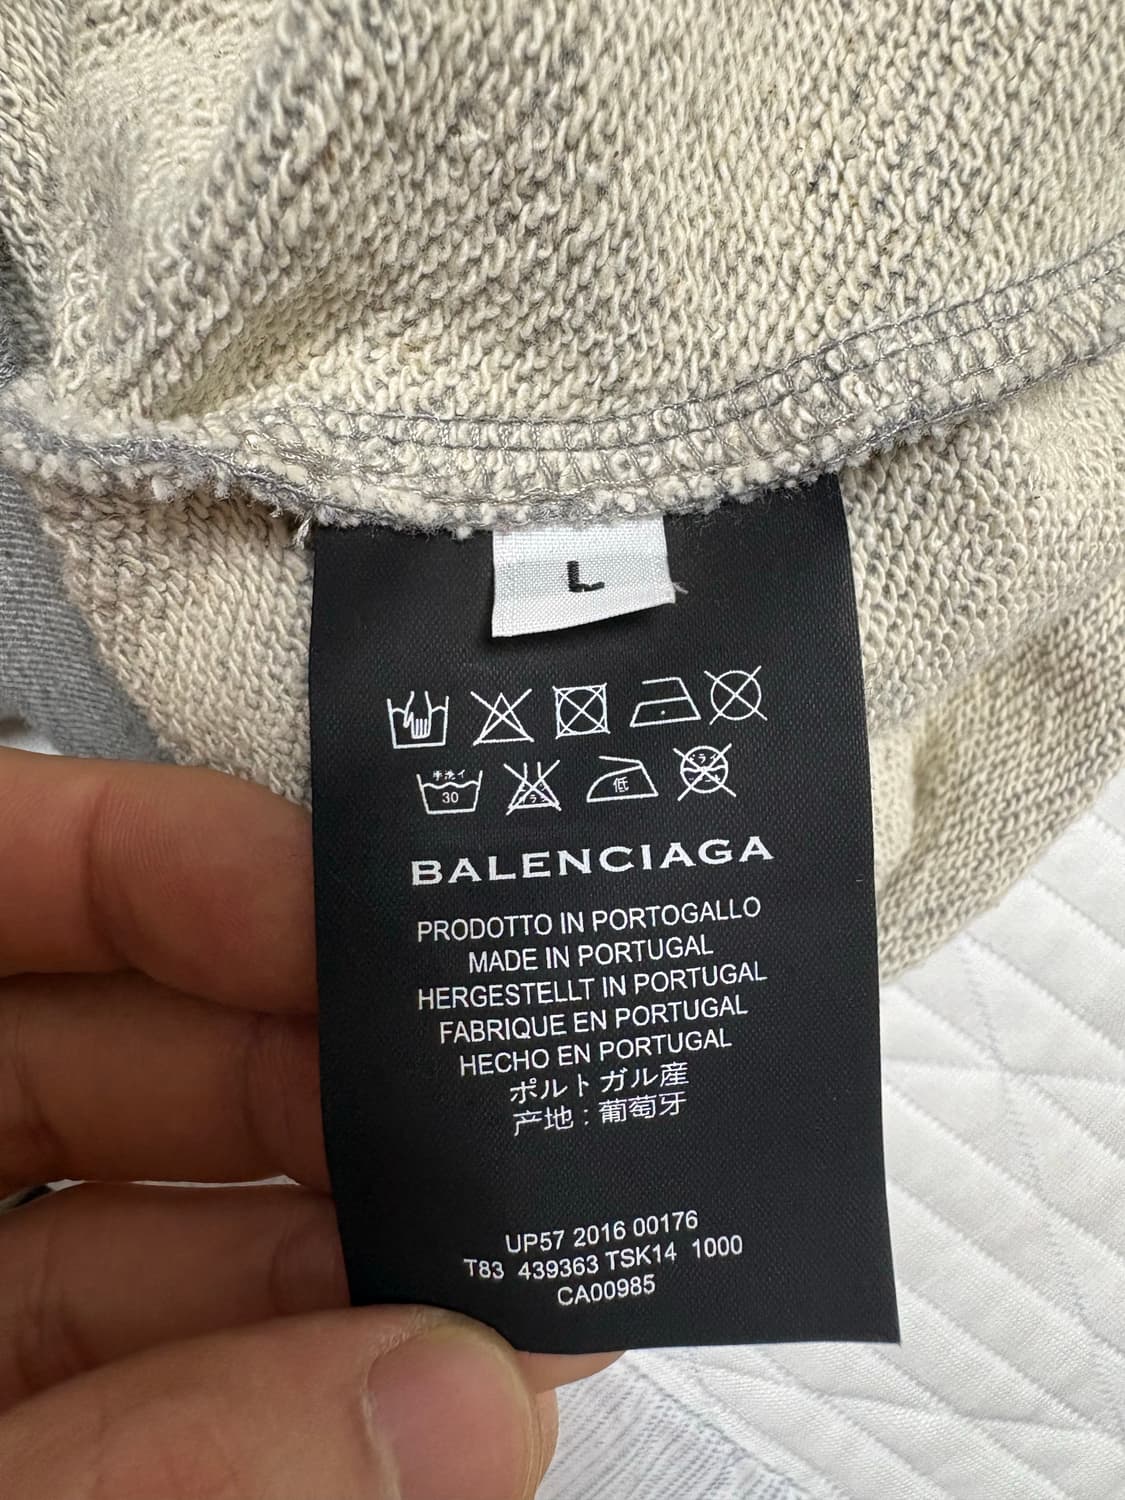 L
手洗イ
30
低
BALENCIAGA
PRODOTTO IN PORTOGALLO
MADE IN PORTUGAL
HERGESTELLT IN PORTUGAL
FABRIQUE EN PORTUGAL
HECHO EN PORTUGAL
ポルトガル産
产地 : 葡萄牙
UP57 2016 00176
T83 439363 TSK14 1000
CA00985